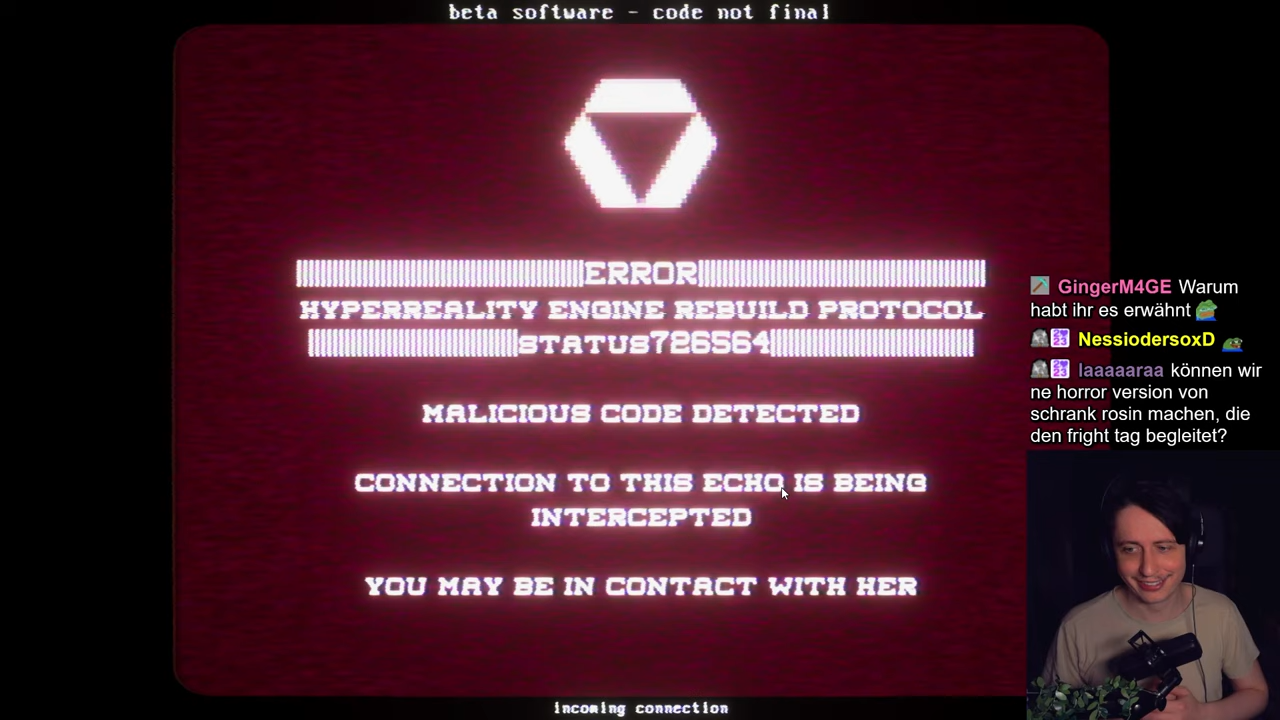 beta software - code not final
ERROR
HYPERREALITY ENGINE REBUILD PROTOCOL
STATUS726564
MALICIOUS CODE DETECTED
CONNECTION TO THIS ECHO IS BEING
INTERCEPTED
YOU MAY BE IN CONTACT WITH HER
incoming connection
GingerM4GE Warum
habt ihr es erwähnt
NessiodersoxD
laaaaaraa können wir
ne horror version von
schrank rosin machen, die
den fright tag begleitet?